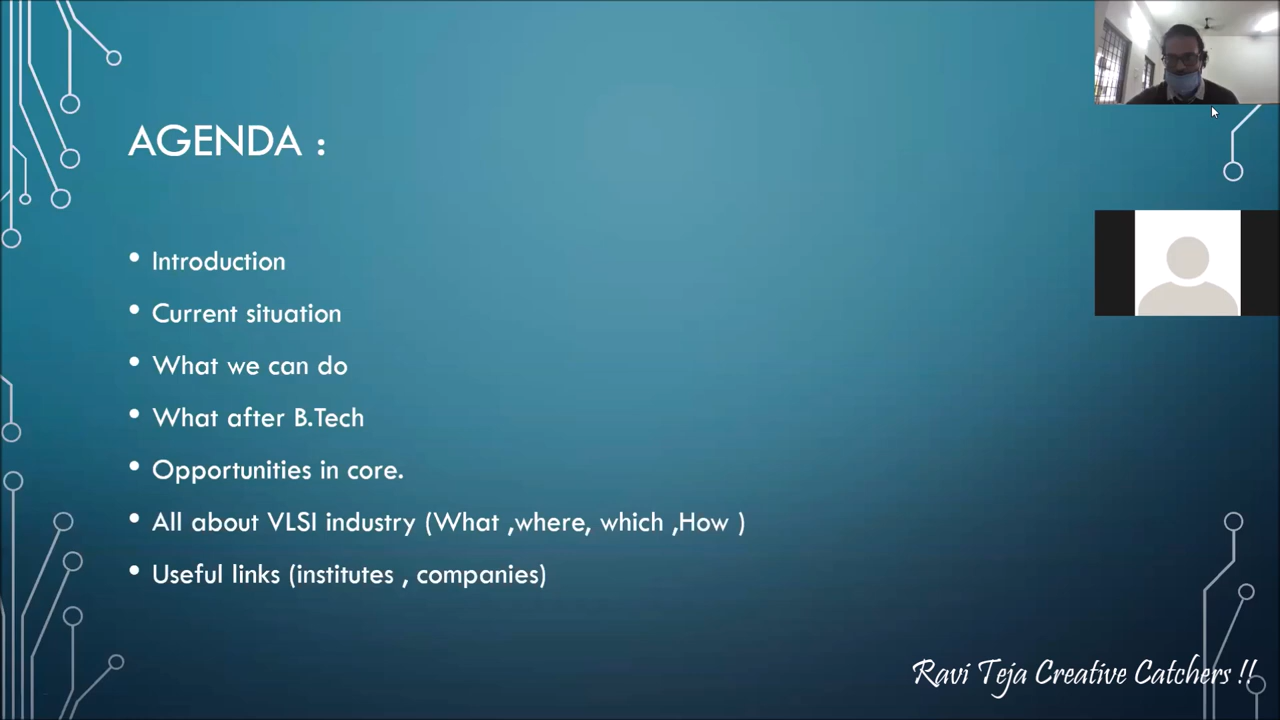 AGENDA :
• Introduction
• Current situation
• What we can do
• What after B.Tech
• Opportunities in core.
• All about VLSI industry (What ,where, which ,How )
• Useful links (institutes , companies)
Ravi Teja Creative Catchers !!